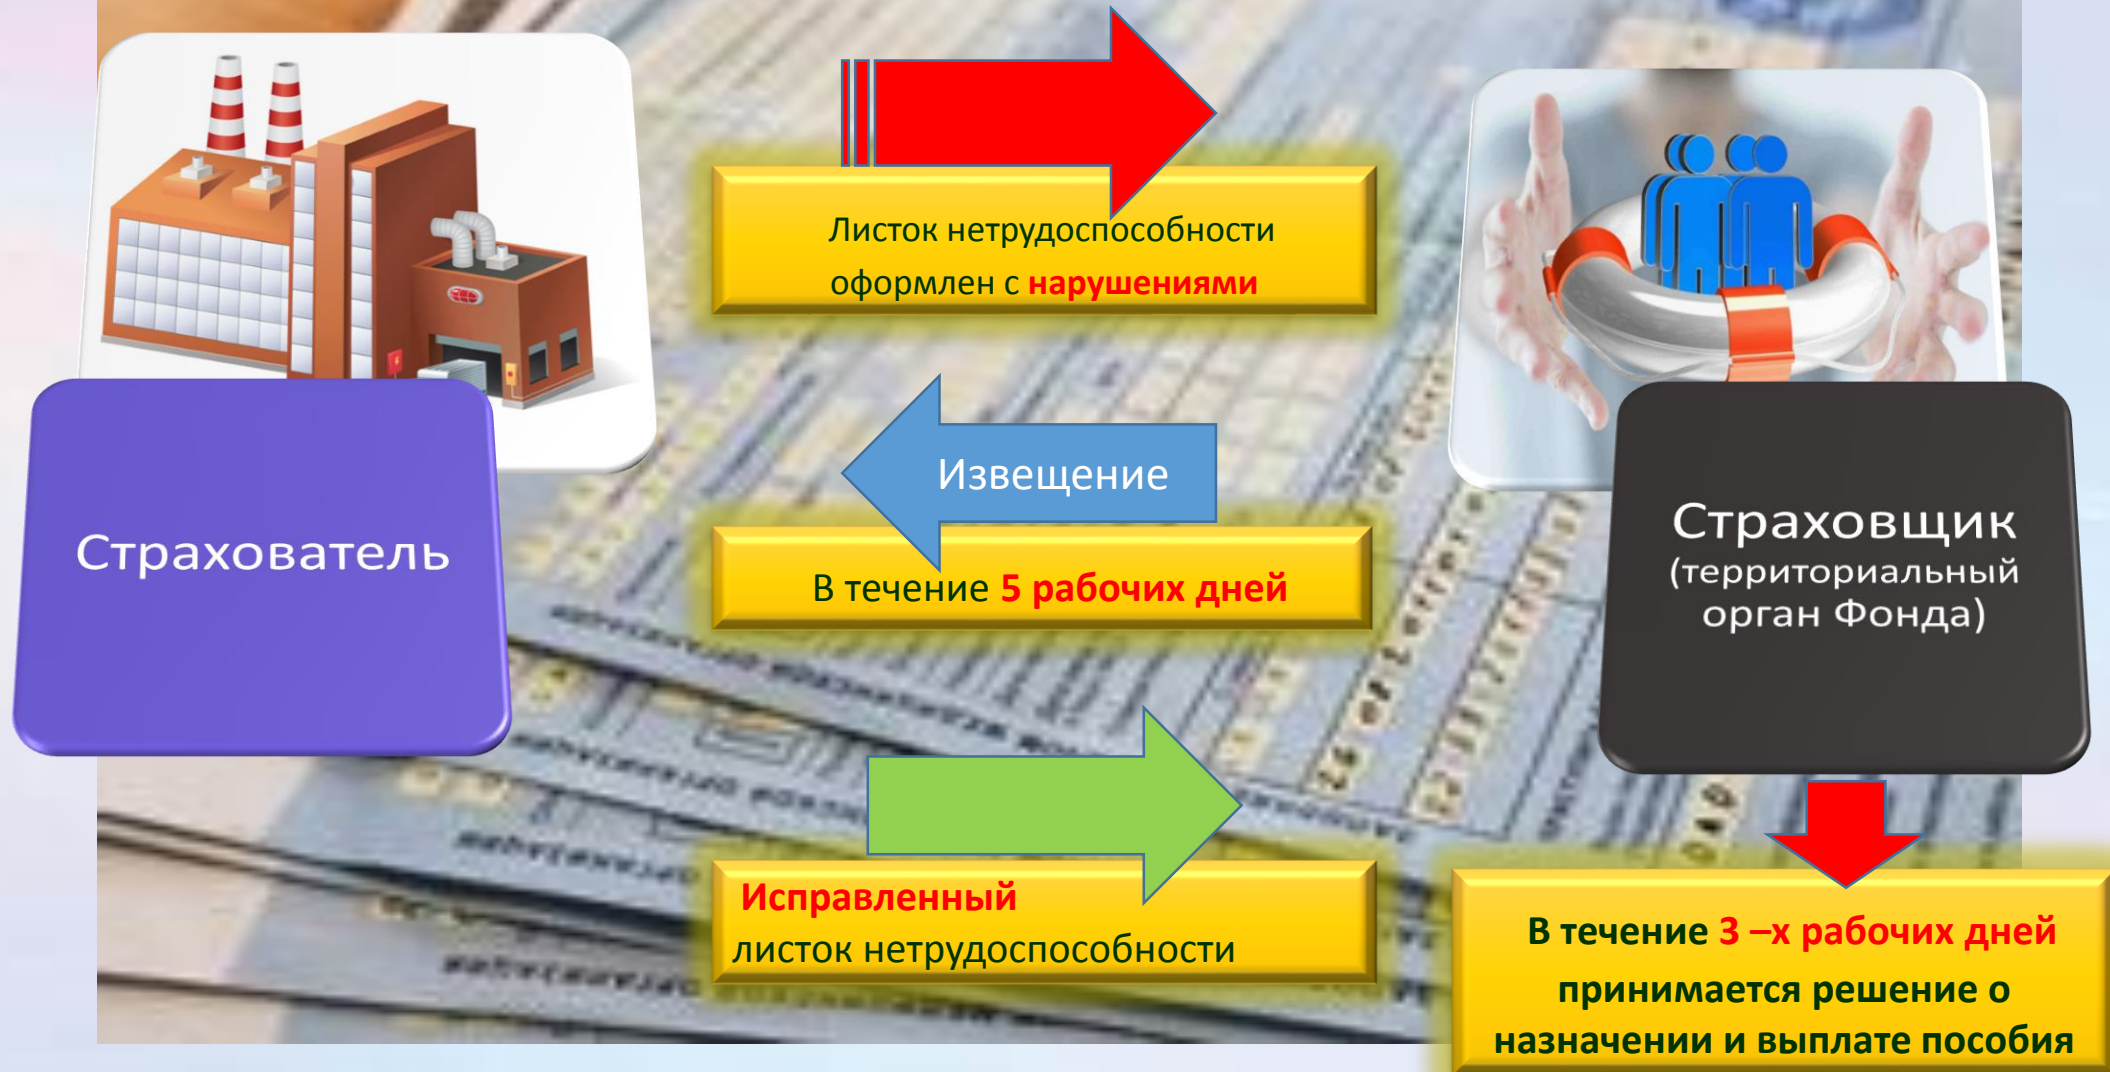 Листок нетрудоспособности
оформлен с нарушениями
Извещение
В течение 5 рабочих дней
Страхователь
Страховщик
(территориальный
орган Фонда)
Исправленный
листок нетрудоспособности
В течение 3 –х рабочих дней
принимается решение о
назначении и выплате пособия